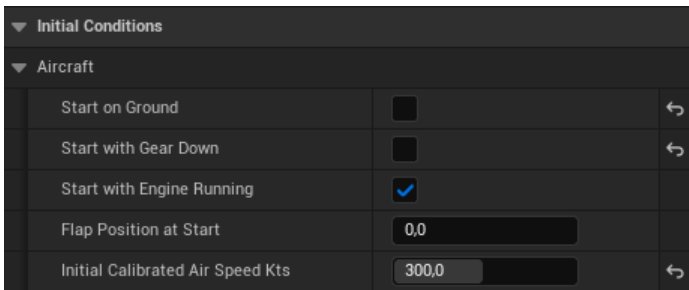 Initial Conditions
Aircraft
Start on Ground
Start with Gear Down
Start with Engine Running
Flap Position at Start 0,0
Initial Calibrated Air Speed Kts 300,0